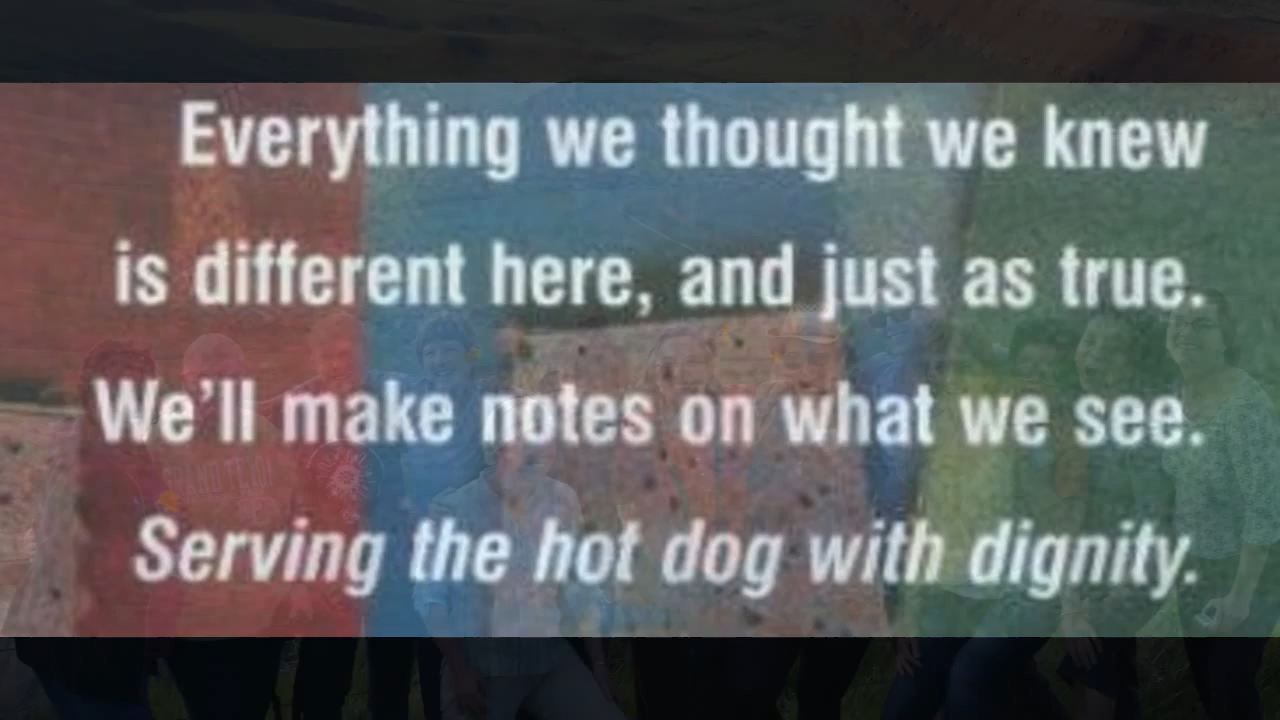 Everything we thought we knew
is different here, and just as true.
We’ll make notes on what we see.
Serving the hot dog with dignity.